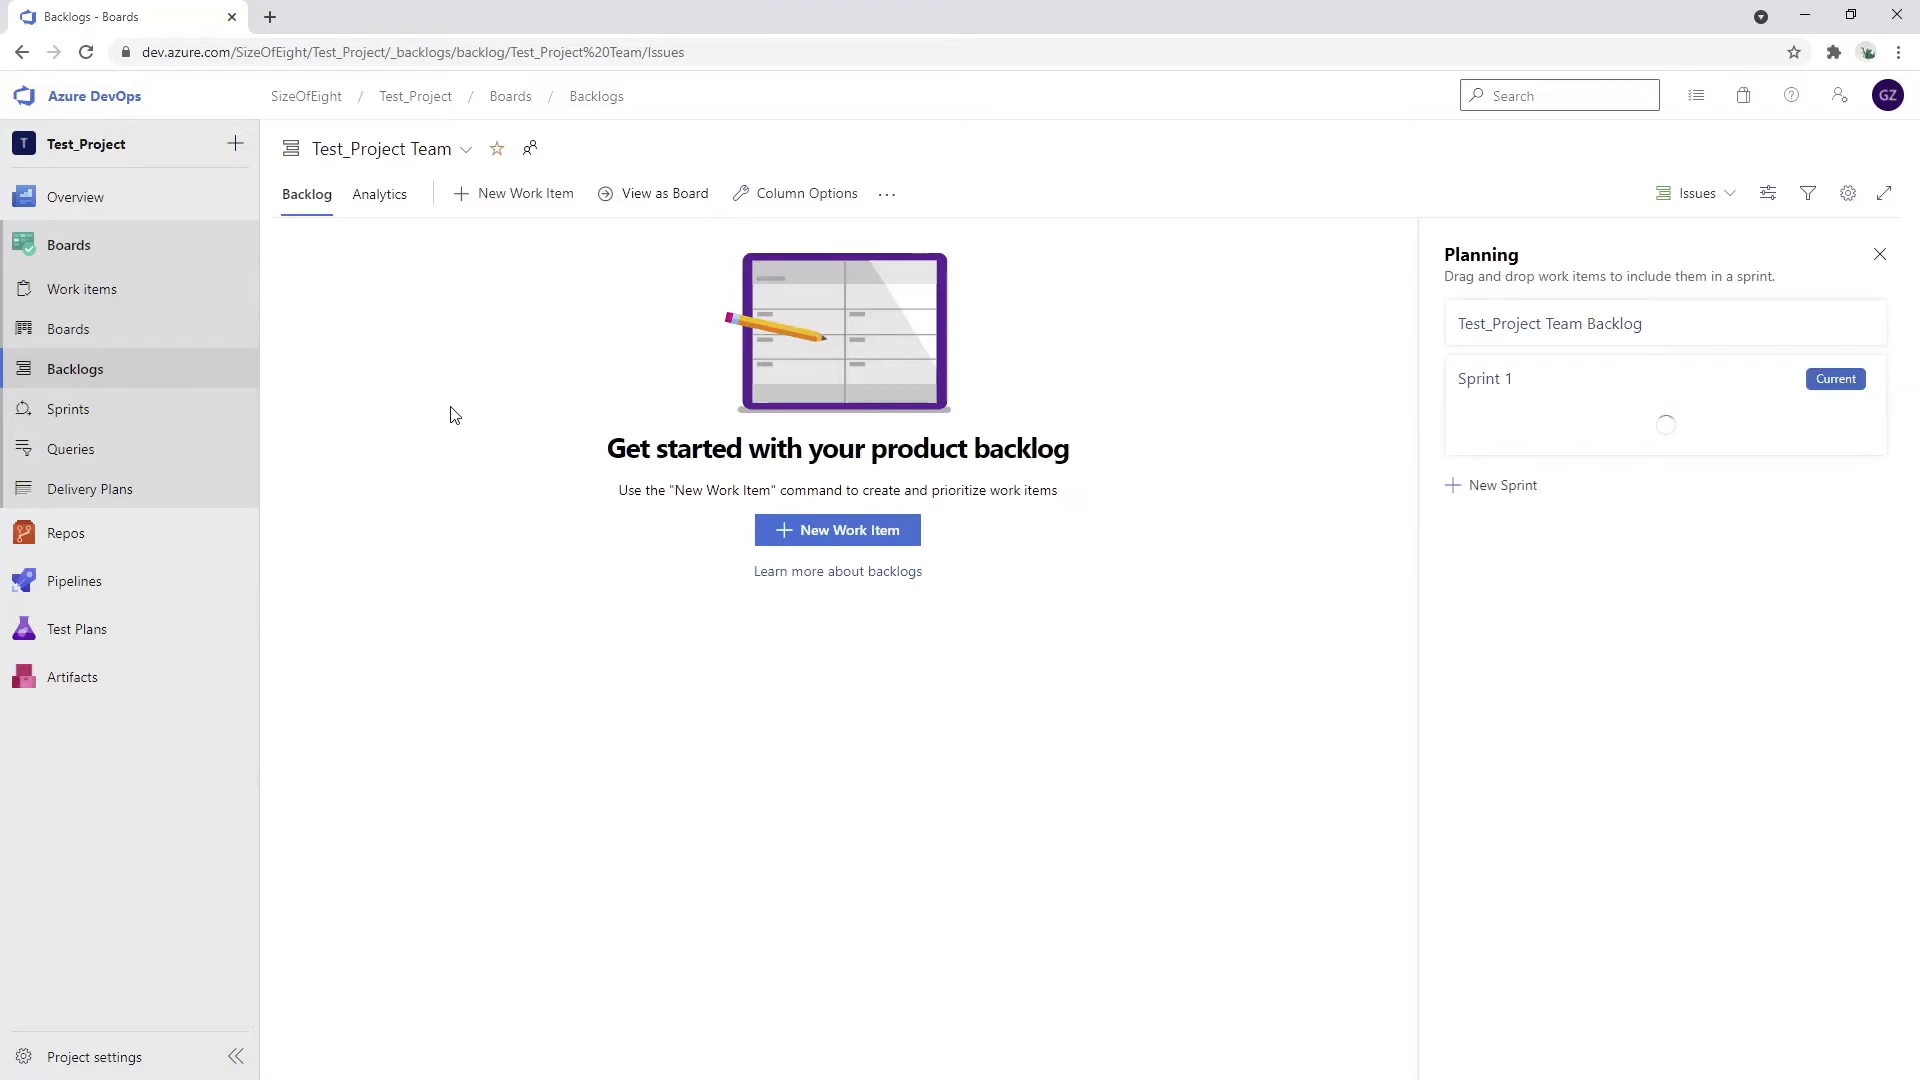 Backlogs - Boards
dev.azure.com/SizeOfEight/Test_Project/_backlogs/backlog/Test_Project%20Team/Issues
Azure DevOps
SizeOfEight / Test_Project / Boards / Backlogs
Search
GZ
T
Test_Project
Overview
Boards
Work items
Boards
Backlogs
Sprints
Queries
Delivery Plans
Repos
Pipelines
Test Plans
Artifacts
Project settings
Test_Project Team
Backlog
Analytics
New Work Item
View as Board
Column Options
Issues
Get started with your product backlog
Use the "New Work Item" command to create and prioritize work items
New Work Item
Learn more about backlogs
Planning
Drag and drop work items to include them in a sprint.
Test_Project Team Backlog
Sprint 1
Current
New Sprint